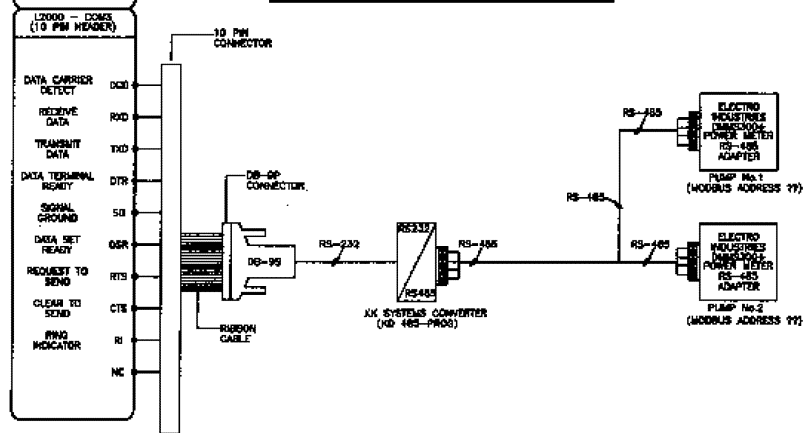 L2000 - COM3
(10 PIN HEADER)
10 PIN
CONNECTOR
DATA CARRIER
DETECT
DCD
RECEIVE
DATA
RXD
TRANSMIT
DATA
TXD
DATA TERMINAL
READY
DTR
SIGNAL
GROUND
SG
DATA SET
READY
DSR
REQUEST TO
SEND
RTS
CLEAR TO
SEND
CTS
RING
INDICATOR
RI
NC
DB-9P
CONNECTOR
DB-9S
RIBBON
CABLE
RS-232
RS232
RS485
KK SYSTEMS CONVERTER
(KD 485-PROG)
RS-485
RS-485
RS-485
RS-485
ELECTRO
INDUSTRIES
POWER METER
RS-485
ADAPTER
PUMP No.1
(MODBUS ADDRESS ??)
ELECTRO
INDUSTRIES
POWER METER
RS-485
ADAPTER
PUMP No.2
(MODBUS ADDRESS ??)